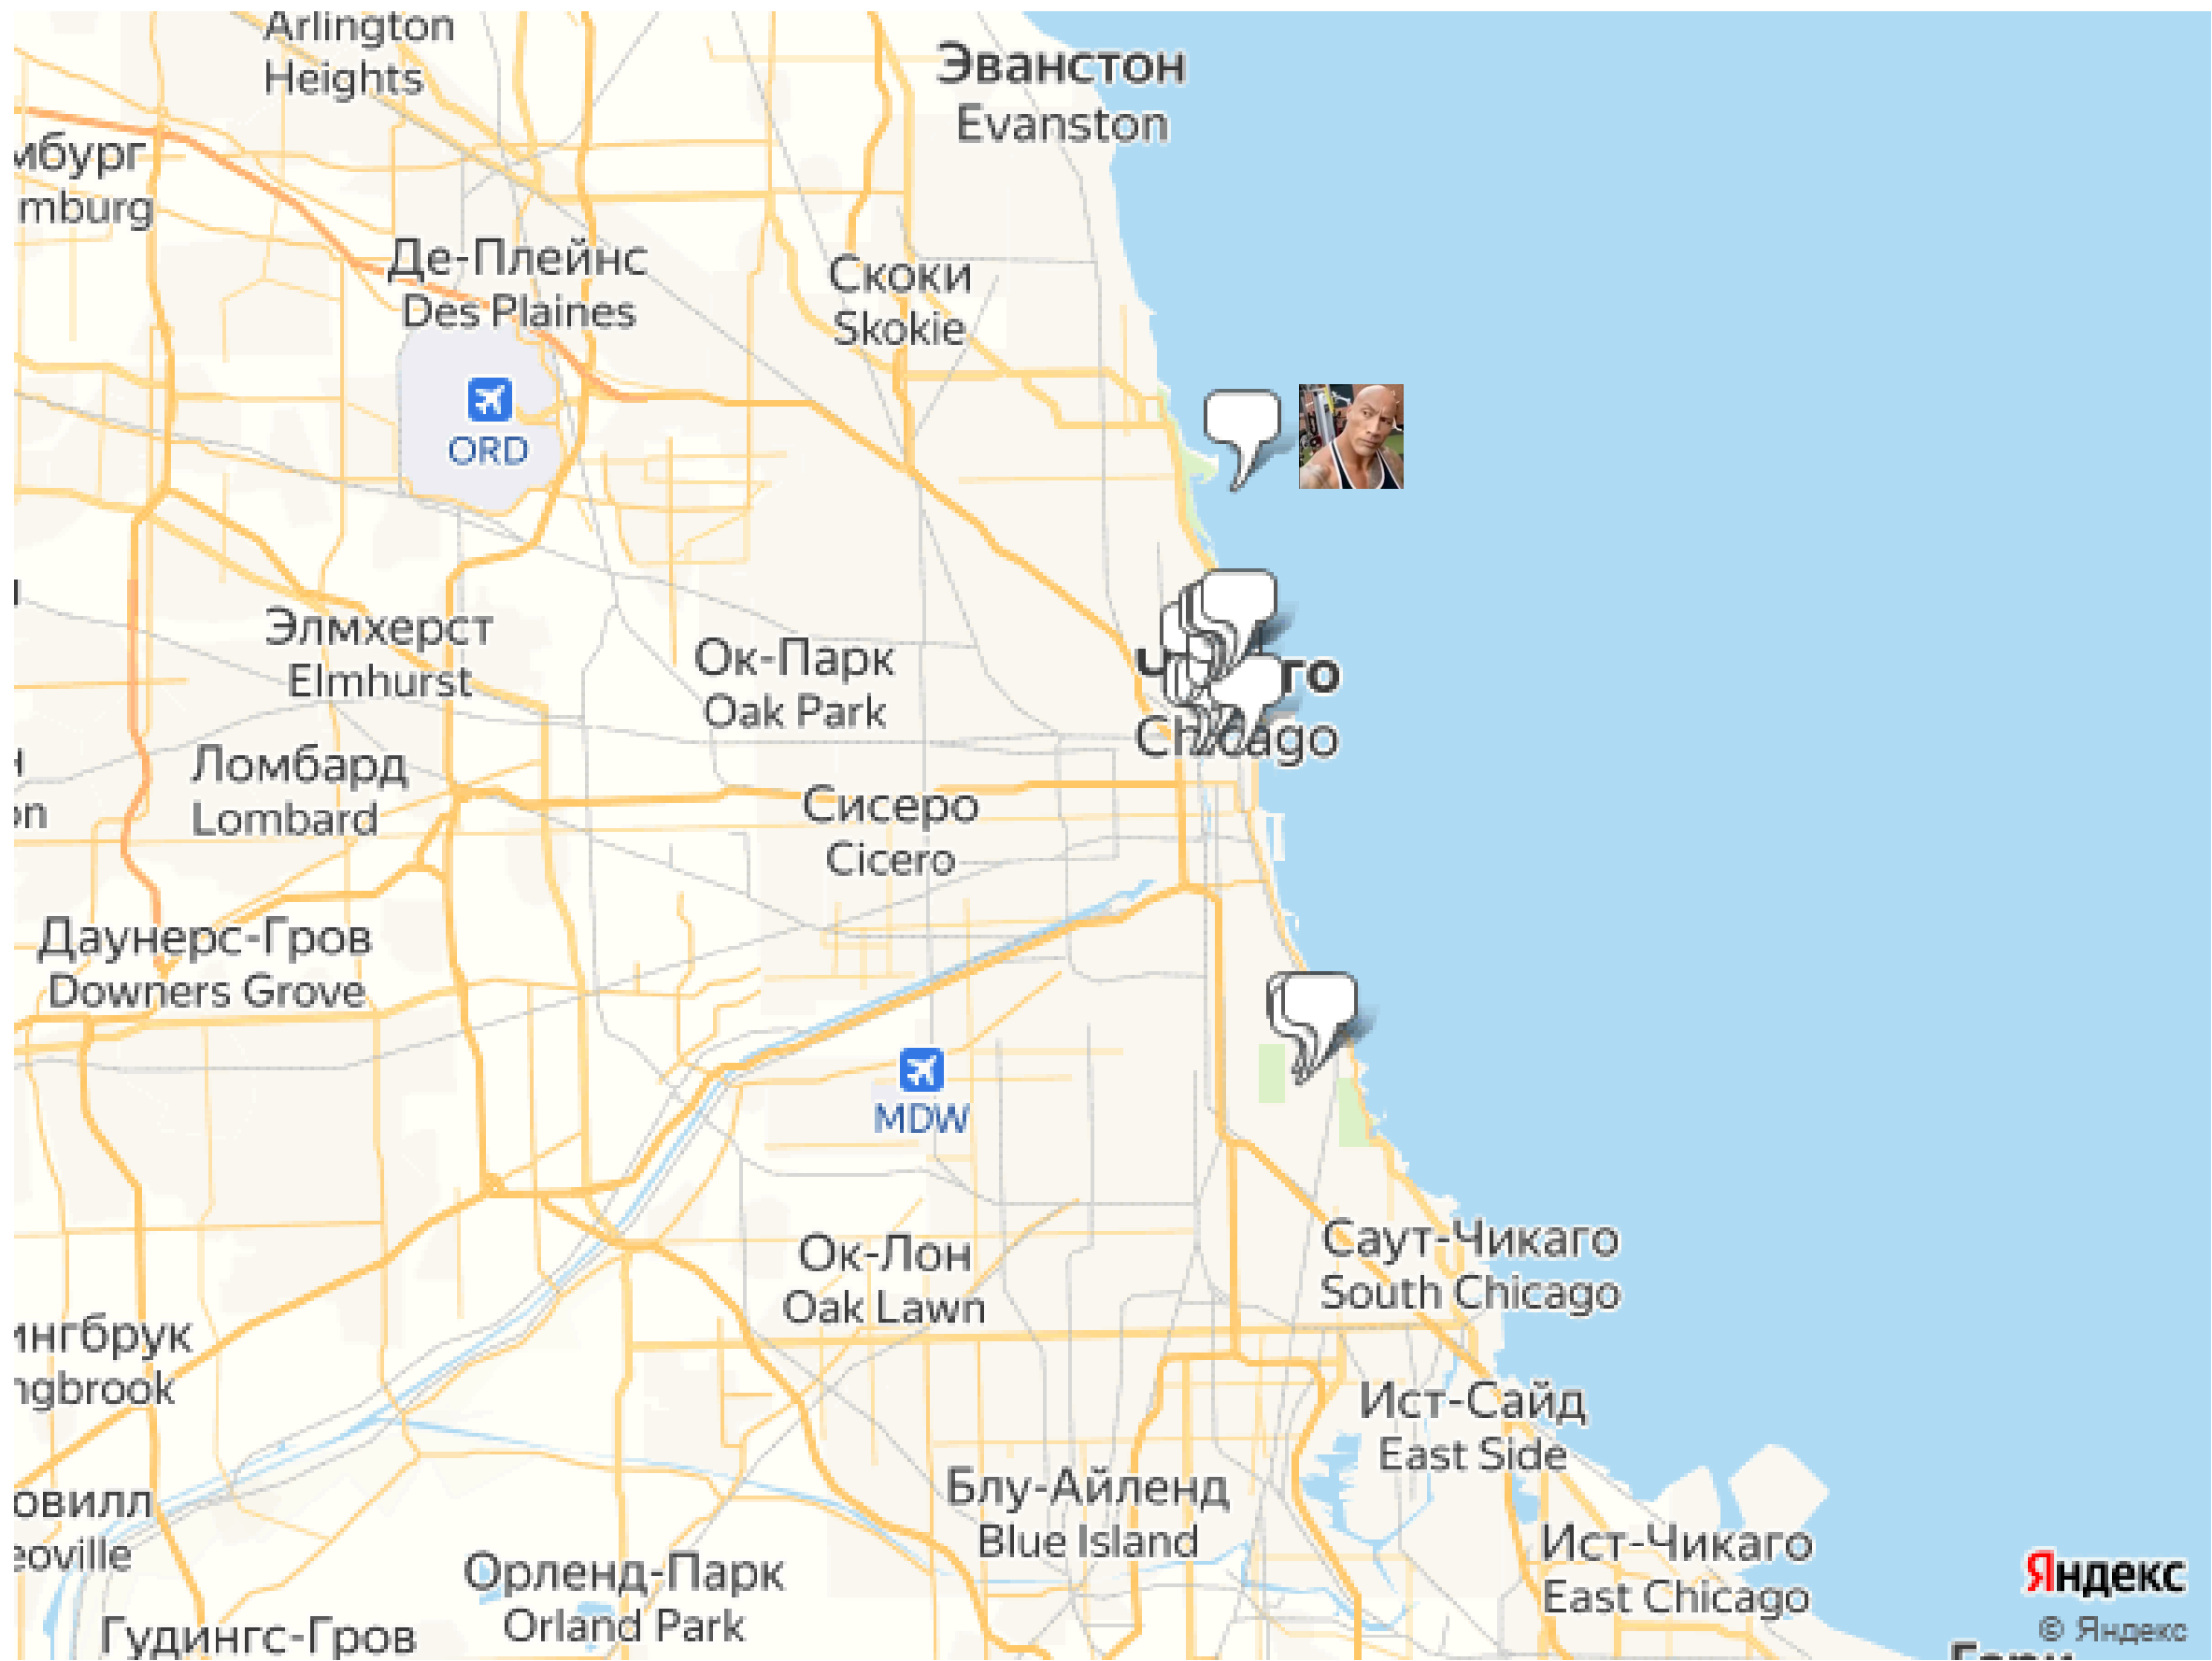 Arlington
Heights
Эванстон
Evanston
мбург
mburg
Де-Плейнс
Des Plaines
Скоки
Skokie
ORD
Элмхерст
Elmhurst
Ок-Парк
Oak Park
го
Chicago
Ломбард
Lombard
on
Сисеро
Cicero
Даунерс-Гров
Downers Grove
MDW
Саут-Чикаго
South Chicago
Ок-Лон
Oak Lawn
ингбрук
ngbrook
Ист-Сайд
East Side
Блу-Айленд
Blue Island
овилл
eoville
Ист-Чикаго
East Chicago
Орленд-Парк
Orland Park
Гудингс-Гров
Яндекс
© Яндекс